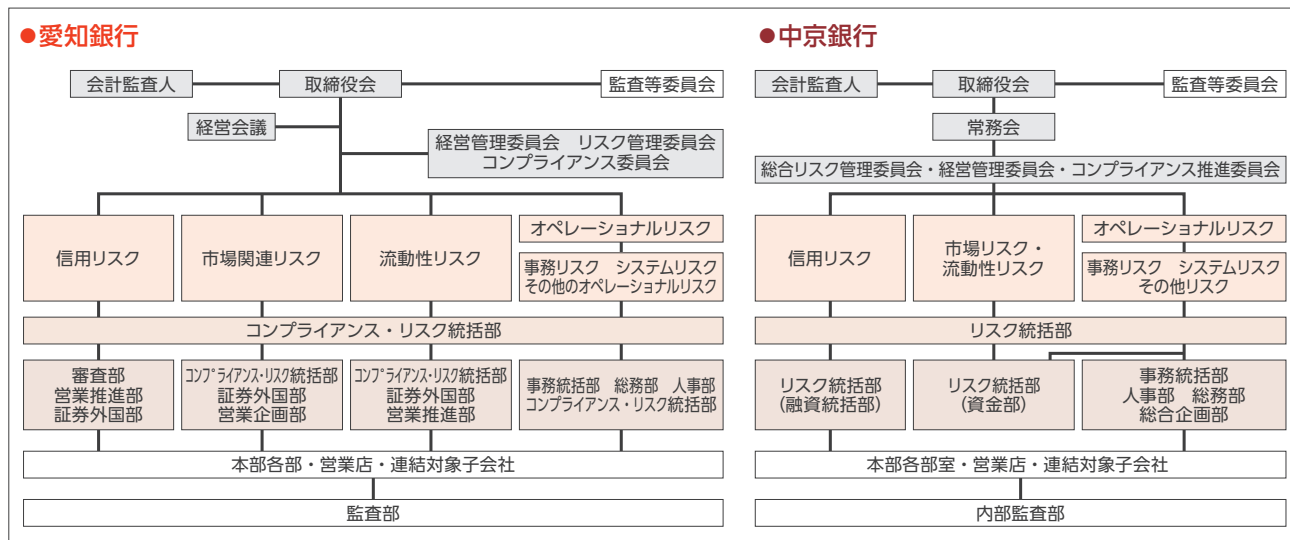 ●愛知銀行
会計監査人
取締役会
監査等委員会
経営会議
経営管理委員会 リスク管理委員会
コンプライアンス委員会
信用リスク
市場関連リスク
流動性リスク
オペレーショナルリスク
事務リスク システムリスク
その他のオペレーショナルリスク
コンプライアンス・リスク統括部
審査部
営業推進部
証券外国部
コンプライアンス・リスク統括部
証券外国部
営業企画部
コンプライアンス・リスク統括部
証券外国部
営業推進部
事務統括部 総務部 人事部
コンプライアンス・リスク統括部
本部各部・営業店・連結対象子会社
監査部
●中京銀行
会計監査人
取締役会
監査等委員会
常務会
総合リスク管理委員会・経営管理委員会・コンプライアンス推進委員会
信用リスク
市場リスク・
流動性リスク
オペレーショナルリスク
事務リスク システムリスク
その他リスク
リスク統括部
リスク統括部
(融資統括部)
リスク統括部
(資金部)
事務統括部
人事部 総務部
総合企画部
本部各部室・営業店・連結対象子会社
内部監査部